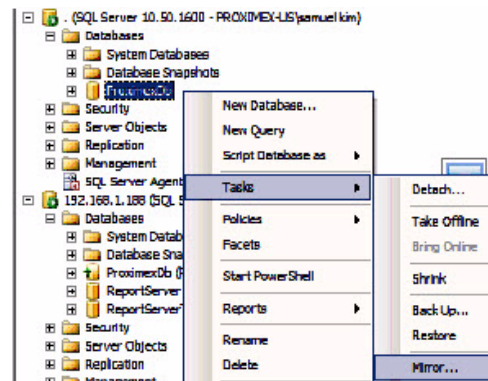 . (SQL Server 10.50.1600 - PROXIMEX-US\samuel kim)
Databases
System Databases
Database Snapshots
ProximexDb
Security
Server Objects
Replication
Management
SQL Server Agent
192.168.1.188 (SQL S
Databases
System Datab
Database Sna
ProximexDb (P
ReportServer
ReportServerT
Security
Server Objects
Replication
Management
New Database...
New Query
Script Database as
Tasks
Policies
Facets
Start PowerShell
Reports
Rename
Delete
Detach...
Take Offline
Bring Online
Shrink
Back Up...
Restore
Mirror...